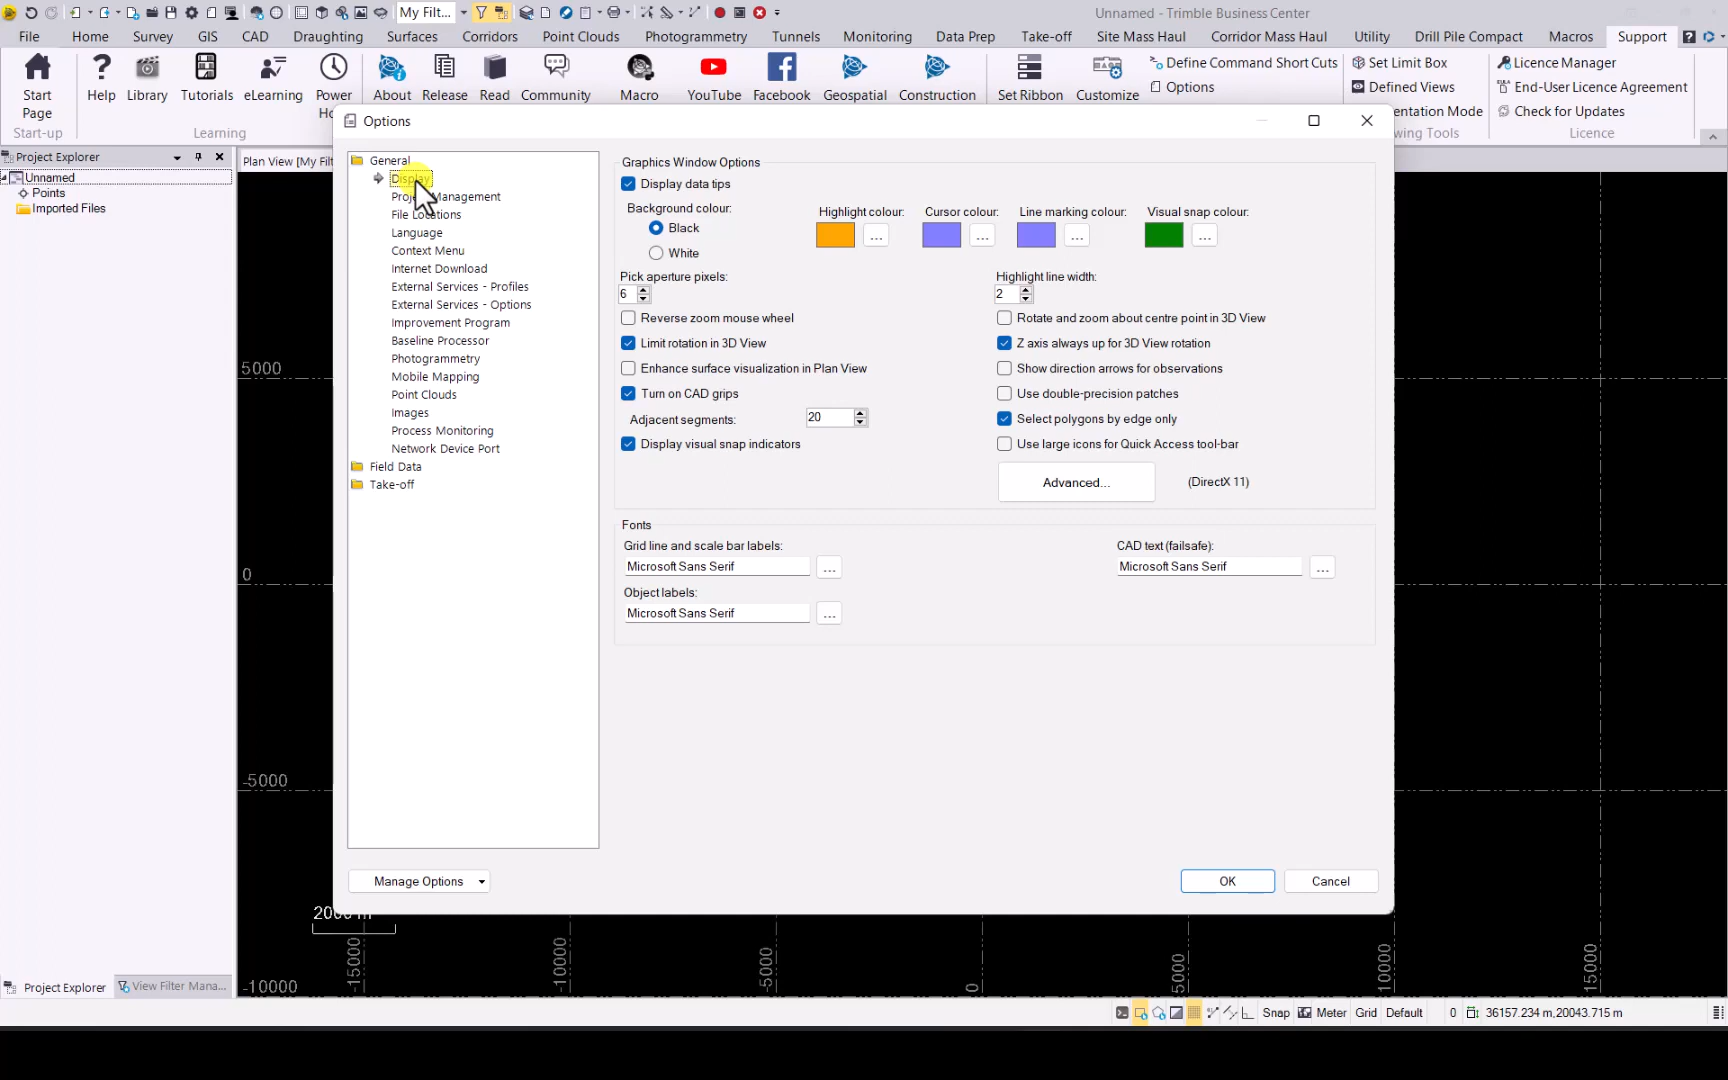 My Filt...
Unnamed - Trimble Business Center
File Home Survey GIS CAD Draughting Surfaces Corridors Point Clouds Photogrammetry Tunnels Monitoring Data Prep Take-off Site Mass Haul Corridor Mass Haul Utility Drill Pile Compact Macros Support
Start Page
Help Library Tutorials eLearning Power
About Release Read Community Macro YouTube Facebook Geospatial Construction Set Ribbon Customize
Define Command Short Cuts
Options
Set Limit Box
Defined Views
entation Mode
Licence Manager
End-User Licence Agreement
Check for Updates
Start-up Learning wing Tools Licence
Project Explorer
Unnamed
Points
Imported Files
Plan View [My Filt
Options
General
Display
Project Management
File Locations
Language
Context Menu
Internet Download
External Services - Profiles
External Services - Options
Improvement Program
Baseline Processor
Photogrammetry
Mobile Mapping
Point Clouds
Images
Process Monitoring
Network Device Port
Field Data
Take-off
Graphics Window Options
Display data tips
Background colour:
Black
White
Highlight colour: Cursor colour: Line marking colour: Visual snap colour:
... ... ... ...
Pick aperture pixels:
6
Highlight line width:
2
Reverse zoom mouse wheel
Rotate and zoom about centre point in 3D View
Limit rotation in 3D View
Z axis always up for 3D View rotation
Enhance surface visualization in Plan View
Show direction arrows for observations
Turn on CAD grips
Use double-precision patches
Adjacent segments: 20
Select polygons by edge only
Display visual snap indicators
Use large icons for Quick Access tool-bar
Advanced... (DirectX 11)
Fonts
Grid line and scale bar labels:
Microsoft Sans Serif ...
CAD text (failsafe):
Microsoft Sans Serif ...
Object labels:
Microsoft Sans Serif ...
Manage Options
OK Cancel
5000
0
-5000
-10000
-15000 -10000 -5000 0 5000 10000 15000
Project Explorer View Filter Mana...
Snap Meter Grid Default 0 36157.234 m,20043.715 m